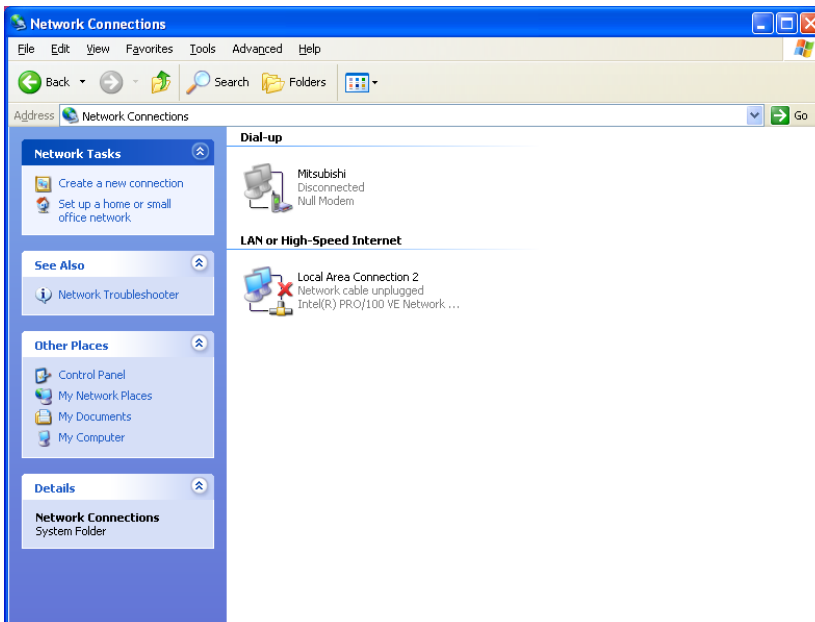 Network Connections
File Edit View Favorites Tools Advanced Help
Back Search Folders
Address Network Connections Go
Network Tasks
Create a new connection
Set up a home or small
office network
See Also
Network Troubleshooter
Other Places
Control Panel
My Network Places
My Documents
My Computer
Details
Network Connections
System Folder
Dial-up
Mitsubishi
Disconnected
Null Modem
LAN or High-Speed Internet
Local Area Connection 2
Network cable unplugged
Intel(R) PRO/100 VE Network ...